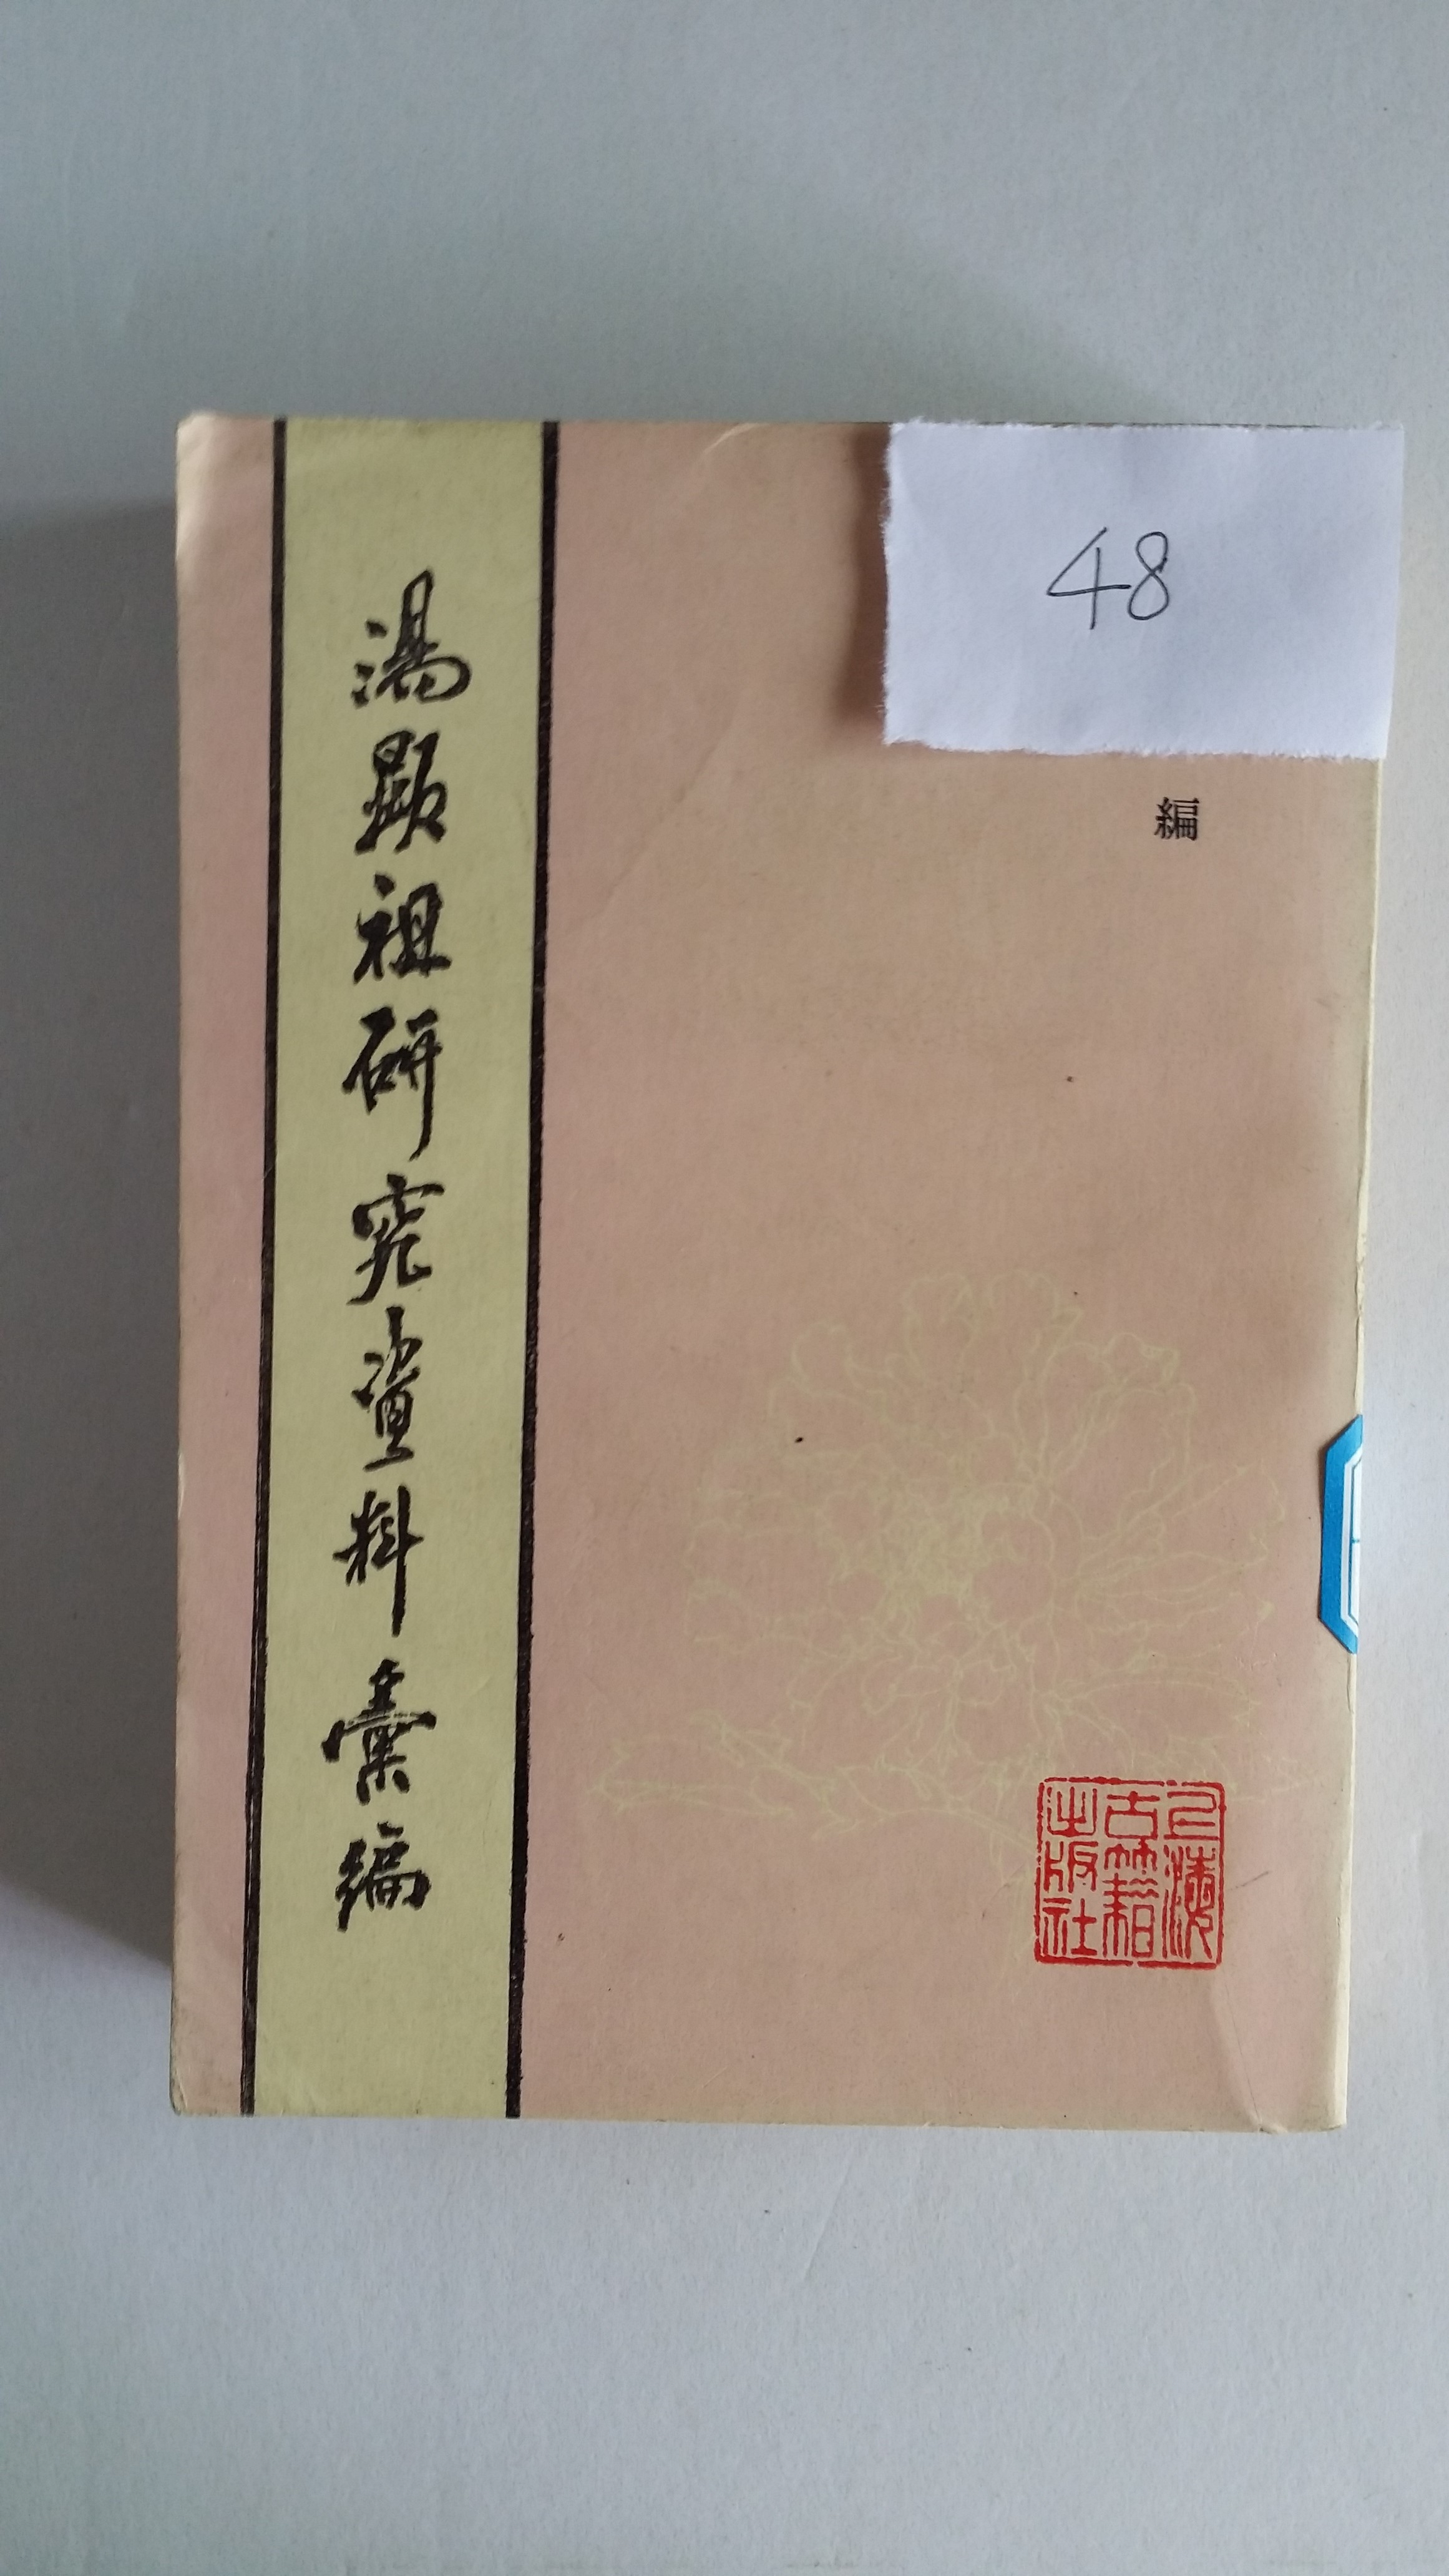 48
編
湯顯祖研究資料彙編
上海
古籍
出版社